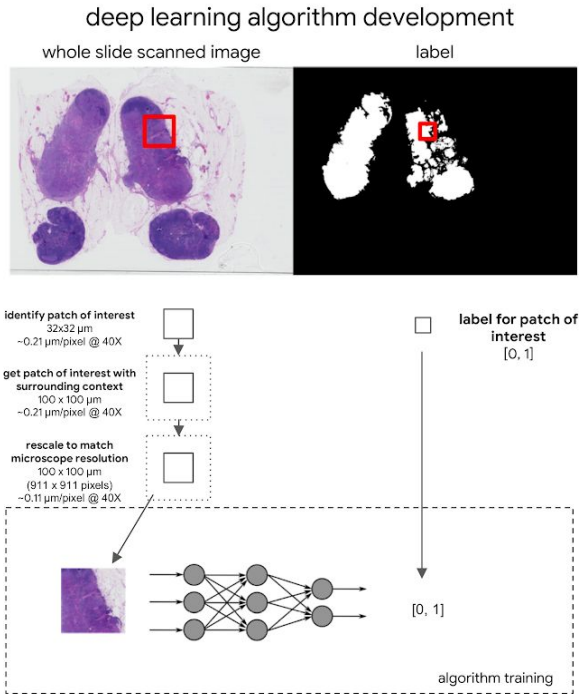 deep learning algorithm development
whole slide scanned image
label
identify patch of interest
32x32 µm
~0.21 µm/pixel @ 40X
label for patch of
interest
[0, 1]
get patch of interest with
surrounding context
100 x 100 µm
~0.21 µm/pixel @ 40X
rescale to match
microscope resolution
100 x 100 µm
(911 x 911 pixels)
~0.11 µm/pixel @ 40X
[0, 1]
algorithm training